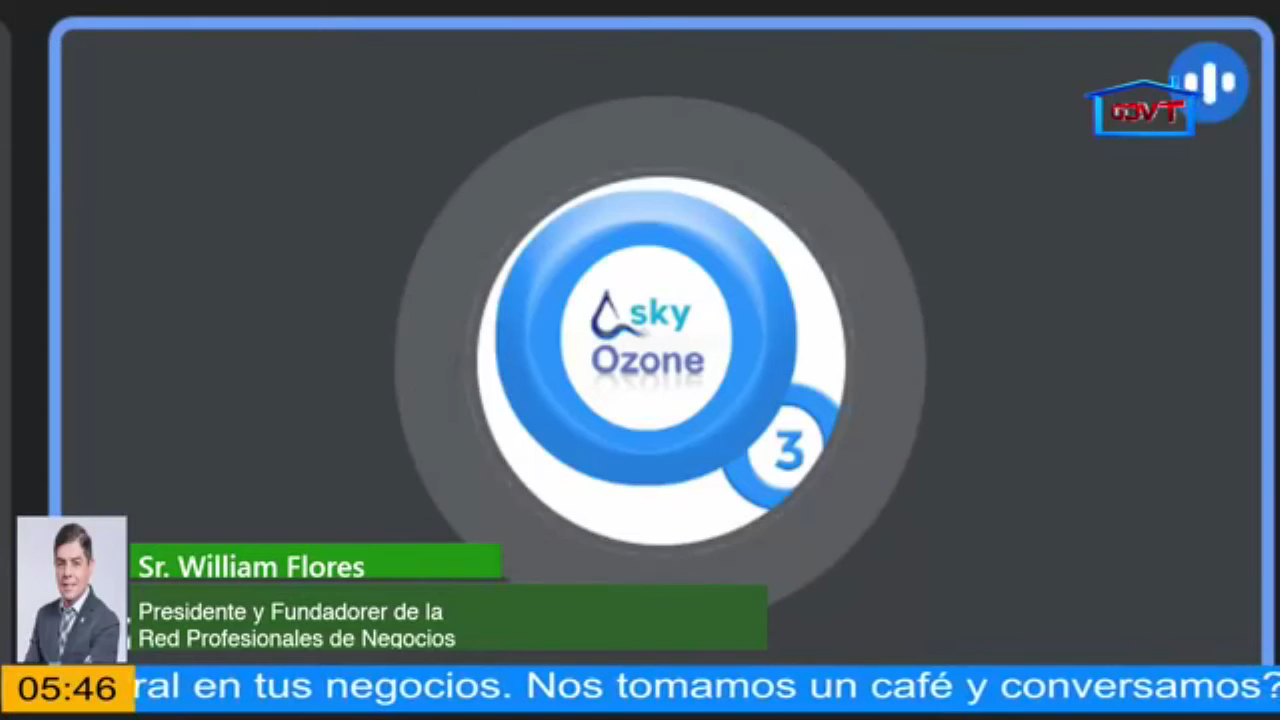 GJVT
sky
Ozone
3
Sr. William Flores
Presidente y Fundadorer de la
Red Profesionales de Negocios
05:46
ral en tus negocios. Nos tomamos un café y conversamos?